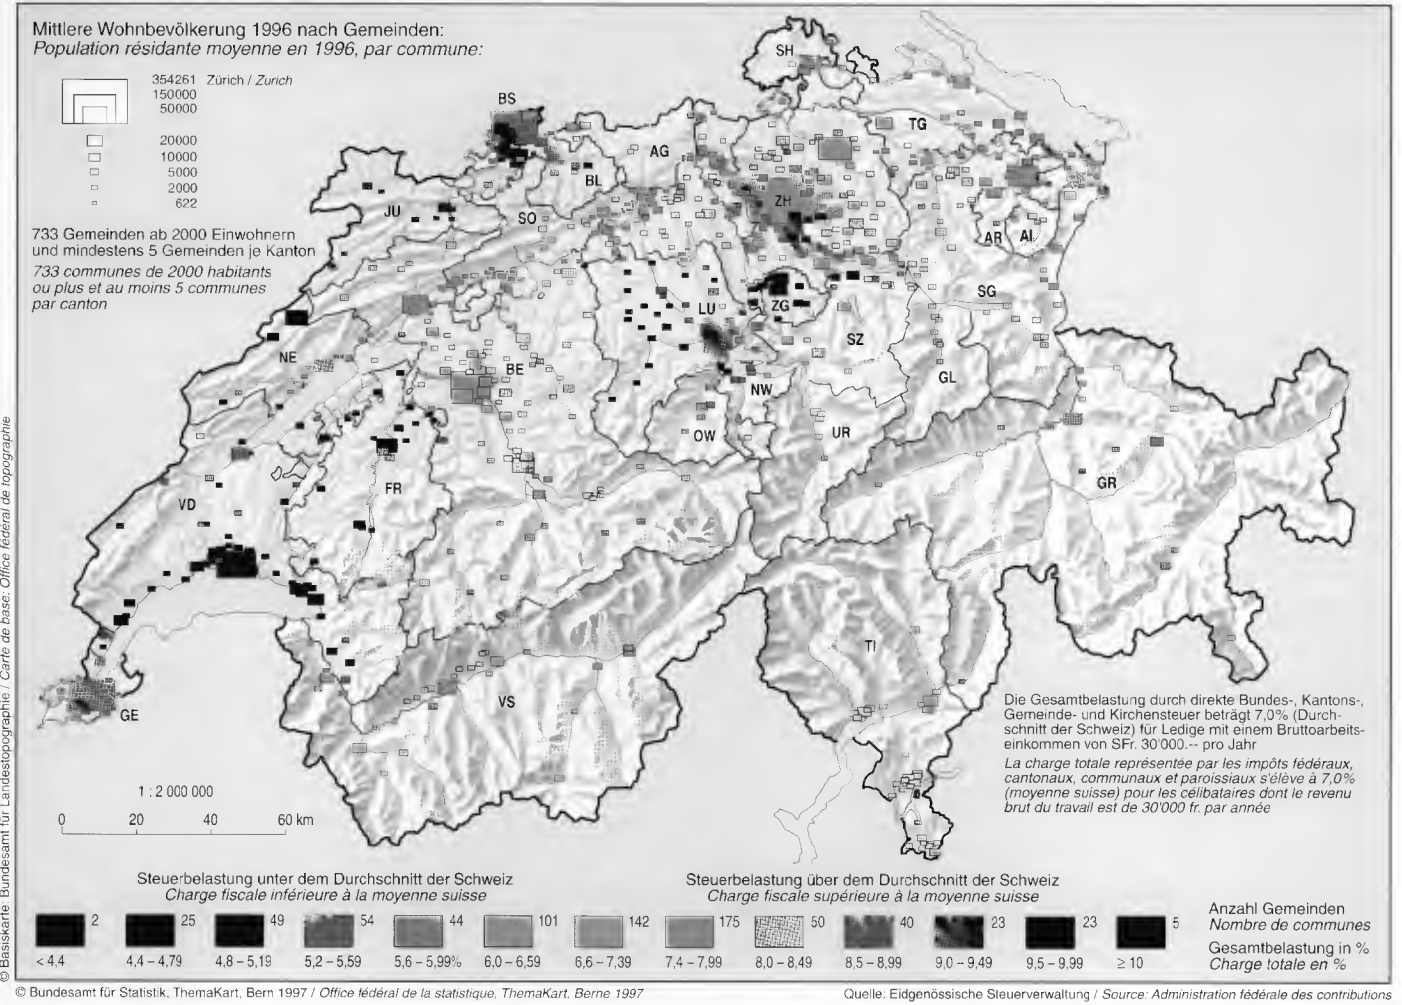 Mittlere Wohnbevölkerung 1996 nach Gemeinden:
Population résidante moyenne en 1996, par commune:
354261 Zürich / Zurich
150000
50000
20000
10000
5000
2000
622
733 Gemeinden ab 2000 Einwohnern
und mindestens 5 Gemeinden je Kanton
733 communes de 2000 habitants
ou plus et au moins 5 communes
par canton
SH
BS
TG
AG
BL
ZH
JU
SO
AR
AI
SG
LU
ZG
SZ
NE
BE
GL
NW
OW
UR
GR
FR
VD
TI
VS
GE
Die Gesamtbelastung durch direkte Bundes-, Kantons-,
Gemeinde- und Kirchensteuer beträgt 7,0% (Durch-
schnitt der Schweiz) für Ledige mit einem Bruttoarbeits-
einkommen von SFr. 30'000.-- pro Jahr
La charge totale représentée par les impôts fédéraux,
cantonaux, communaux et paroissiaux s'élève à 7,0%
(moyenne suisse) pour les célibataires dont le revenu
brut du travail est de 30'000 fr. par année
1 : 2 000 000
0 20 40 60 km
Steuerbelastung unter dem Durchschnitt der Schweiz
Charge fiscale inférieure à la moyenne suisse
Steuerbelastung über dem Durchschnitt der Schweiz
Charge fiscale supérieure à la moyenne suisse
2 25 49 54 44 101 142 175 50 40 23 23 5
Anzahl Gemeinden
Nombre de communes
< 4,4 4,4 – 4,79 4,8 – 5,19 5,2 – 5,59 5,6 – 5,99% 6,0 – 6,59 6,6 – 7,39 7,4 – 7,99 8,0 – 8,49 8,5 – 8,99 9,0 – 9,49 9,5 – 9,99 ≥ 10
Gesamtbelastung in %
Charge totale en %
© Basiskarte: Bundesamt für Landestopographie / Carte de base: Office fédéral de topographie
© Bundesamt für Statistik, ThemaKart, Bern 1997 / Office fédéral de la statistique, ThemaKart, Berne 1997
Quelle: Eidgenössische Steuerverwaltung / Source: Administration fédérale des contributions